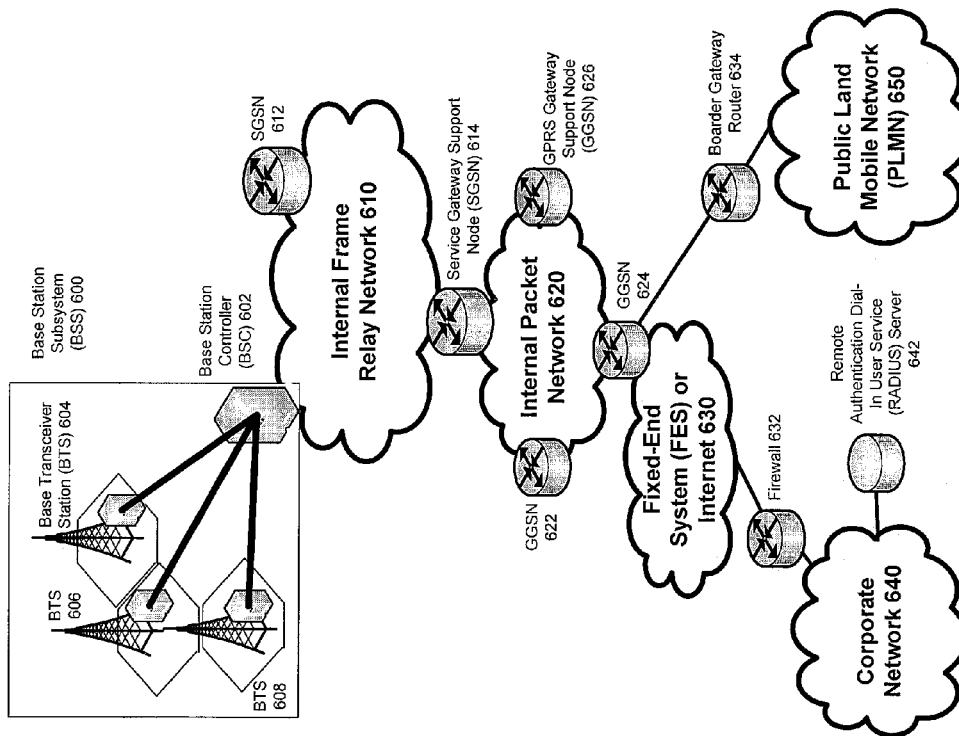 Base Station
Subsystem
(BSS) 600
Base Transceiver
Station (BTS) 604
BTS
606
BTS
608
Base Station
Controller
(BSC) 602
SGSN
612
Internal Frame
Relay Network 610
Service Gateway Support
Node (SGSN) 614
GGSN
622
Internal Packet
Network 620
GPRS Gateway
Support Node
(GGSN) 626
GGSN
624
Fixed-End
System (FES) or
Internet 630
Boarder Gateway
Router 634
Firewall 632
Public Land
Mobile Network
(PLMN) 650
Corporate
Network 640
Remote
Authentication Dial-
In User Service
(RADIUS) Server
642